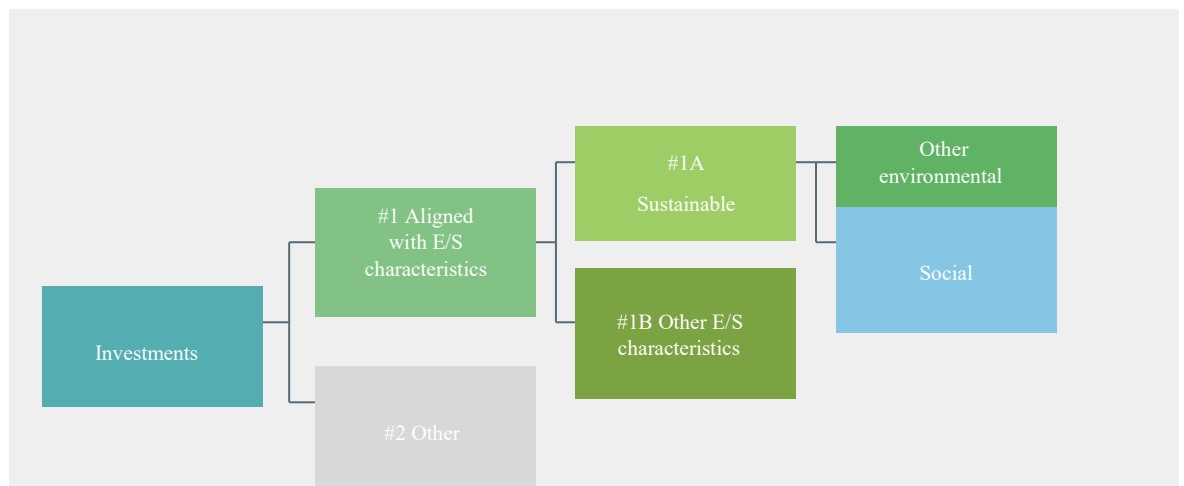 Investments
#1 Aligned
with E/S
characteristics
#2 Other
#1A
Sustainable
#1B Other E/S
characteristics
Other
environmental
Social